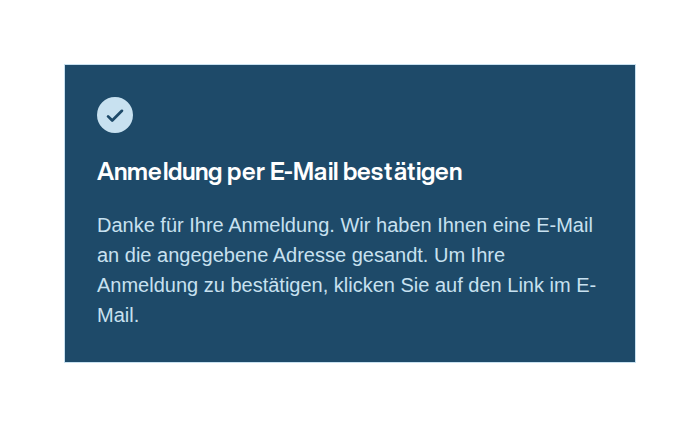 Anmeldung per E-Mail bestätigen
Danke für Ihre Anmeldung. Wir haben Ihnen eine E-Mail
an die angegebene Adresse gesandt. Um Ihre
Anmeldung zu bestätigen, klicken Sie auf den Link im E-
Mail.